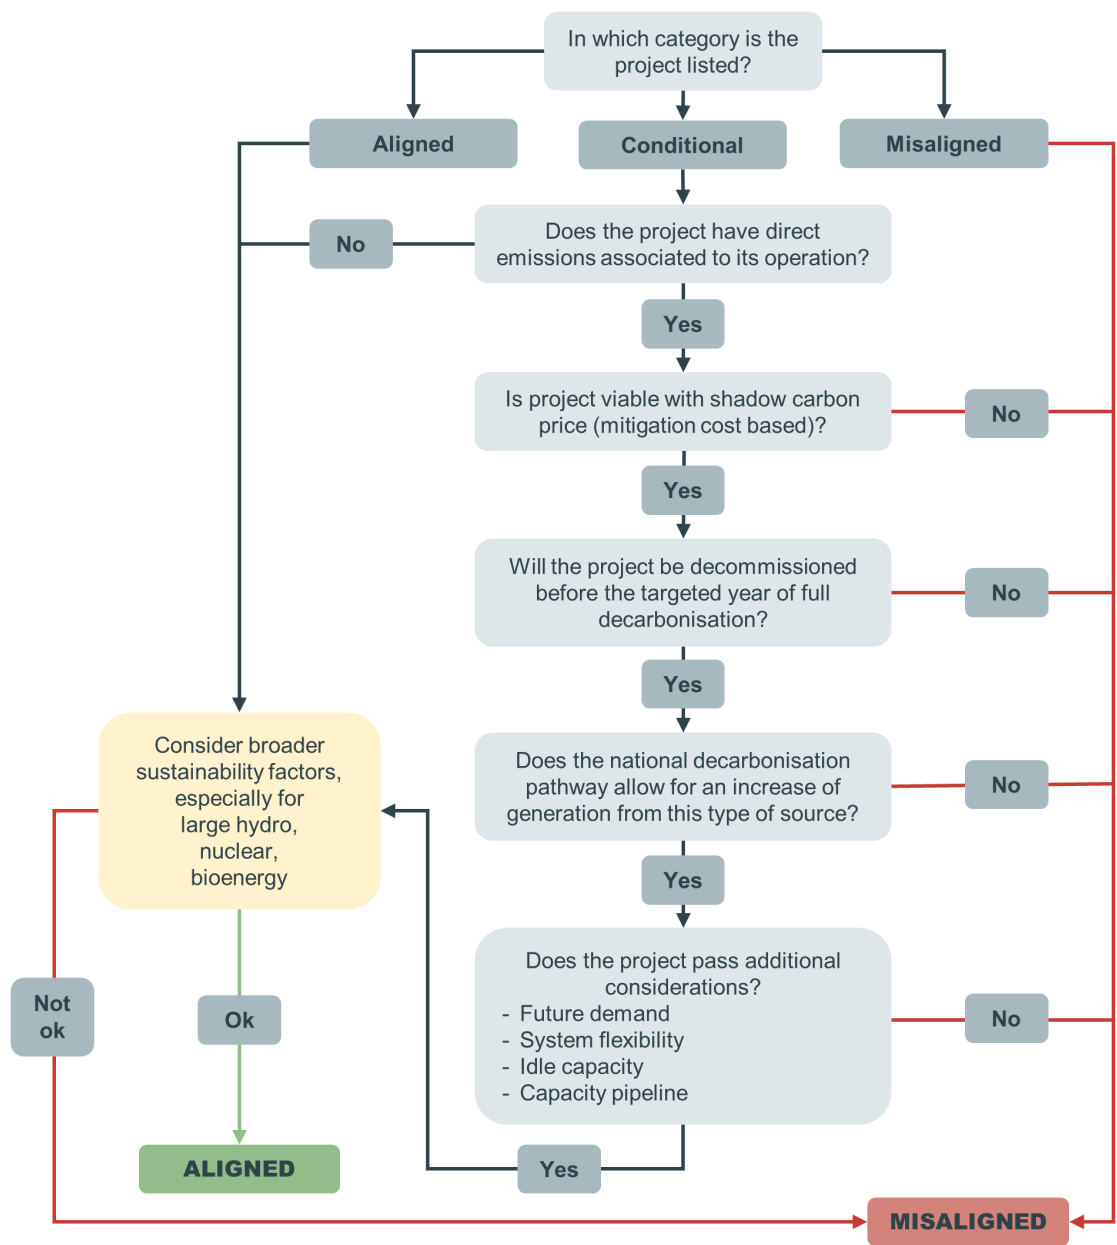 In which category is the
project listed?
Aligned
Conditional
Misaligned
Does the project have direct
emissions associated to its operation?
No
Yes
Is project viable with shadow carbon
price (mitigation cost based)?
No
Yes
Will the project be decommissioned
before the targeted year of full
decarbonisation?
No
Yes
Does the national decarbonisation
pathway allow for an increase of
generation from this type of source?
No
Yes
Consider broader
sustainability factors,
especially for
large hydro,
nuclear,
bioenergy
Does the project pass additional
considerations?
- Future demand
- System flexibility
- Idle capacity
- Capacity pipeline
No
Not
ok
Ok
Yes
ALIGNED
MISALIGNED